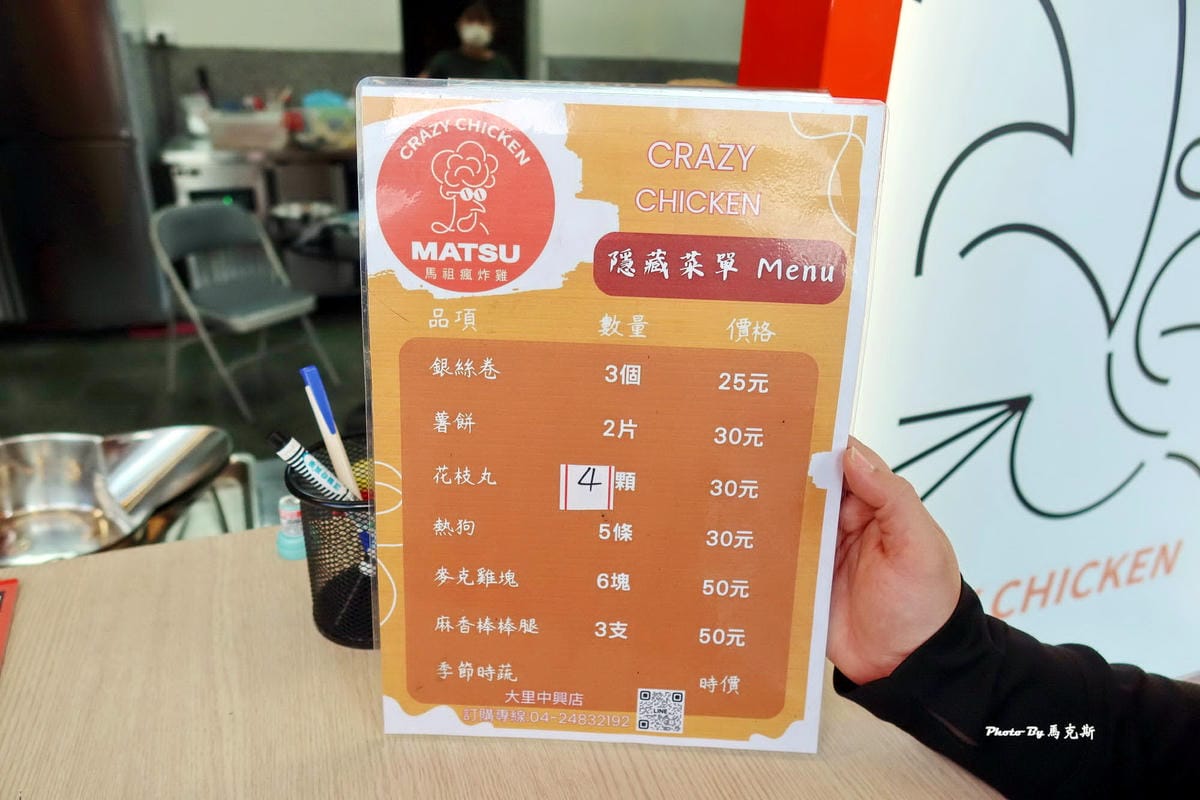 CRAZY CHICKEN
MATSU
馬祖瘋炸雞
CRAZY
CHICKEN
隱藏菜單 Menu
品項 數量 價格
銀絲卷 3個 25元
薯餅 2片 30元
花枝丸 4顆 30元
熱狗 5條 30元
麥克雞塊 6塊 50元
麻香棒棒腿 3支 50元
季節時蔬 時價
大里中興店
訂購專線:04-24832192
LINE
CHICKEN
Photo By 馬克斯